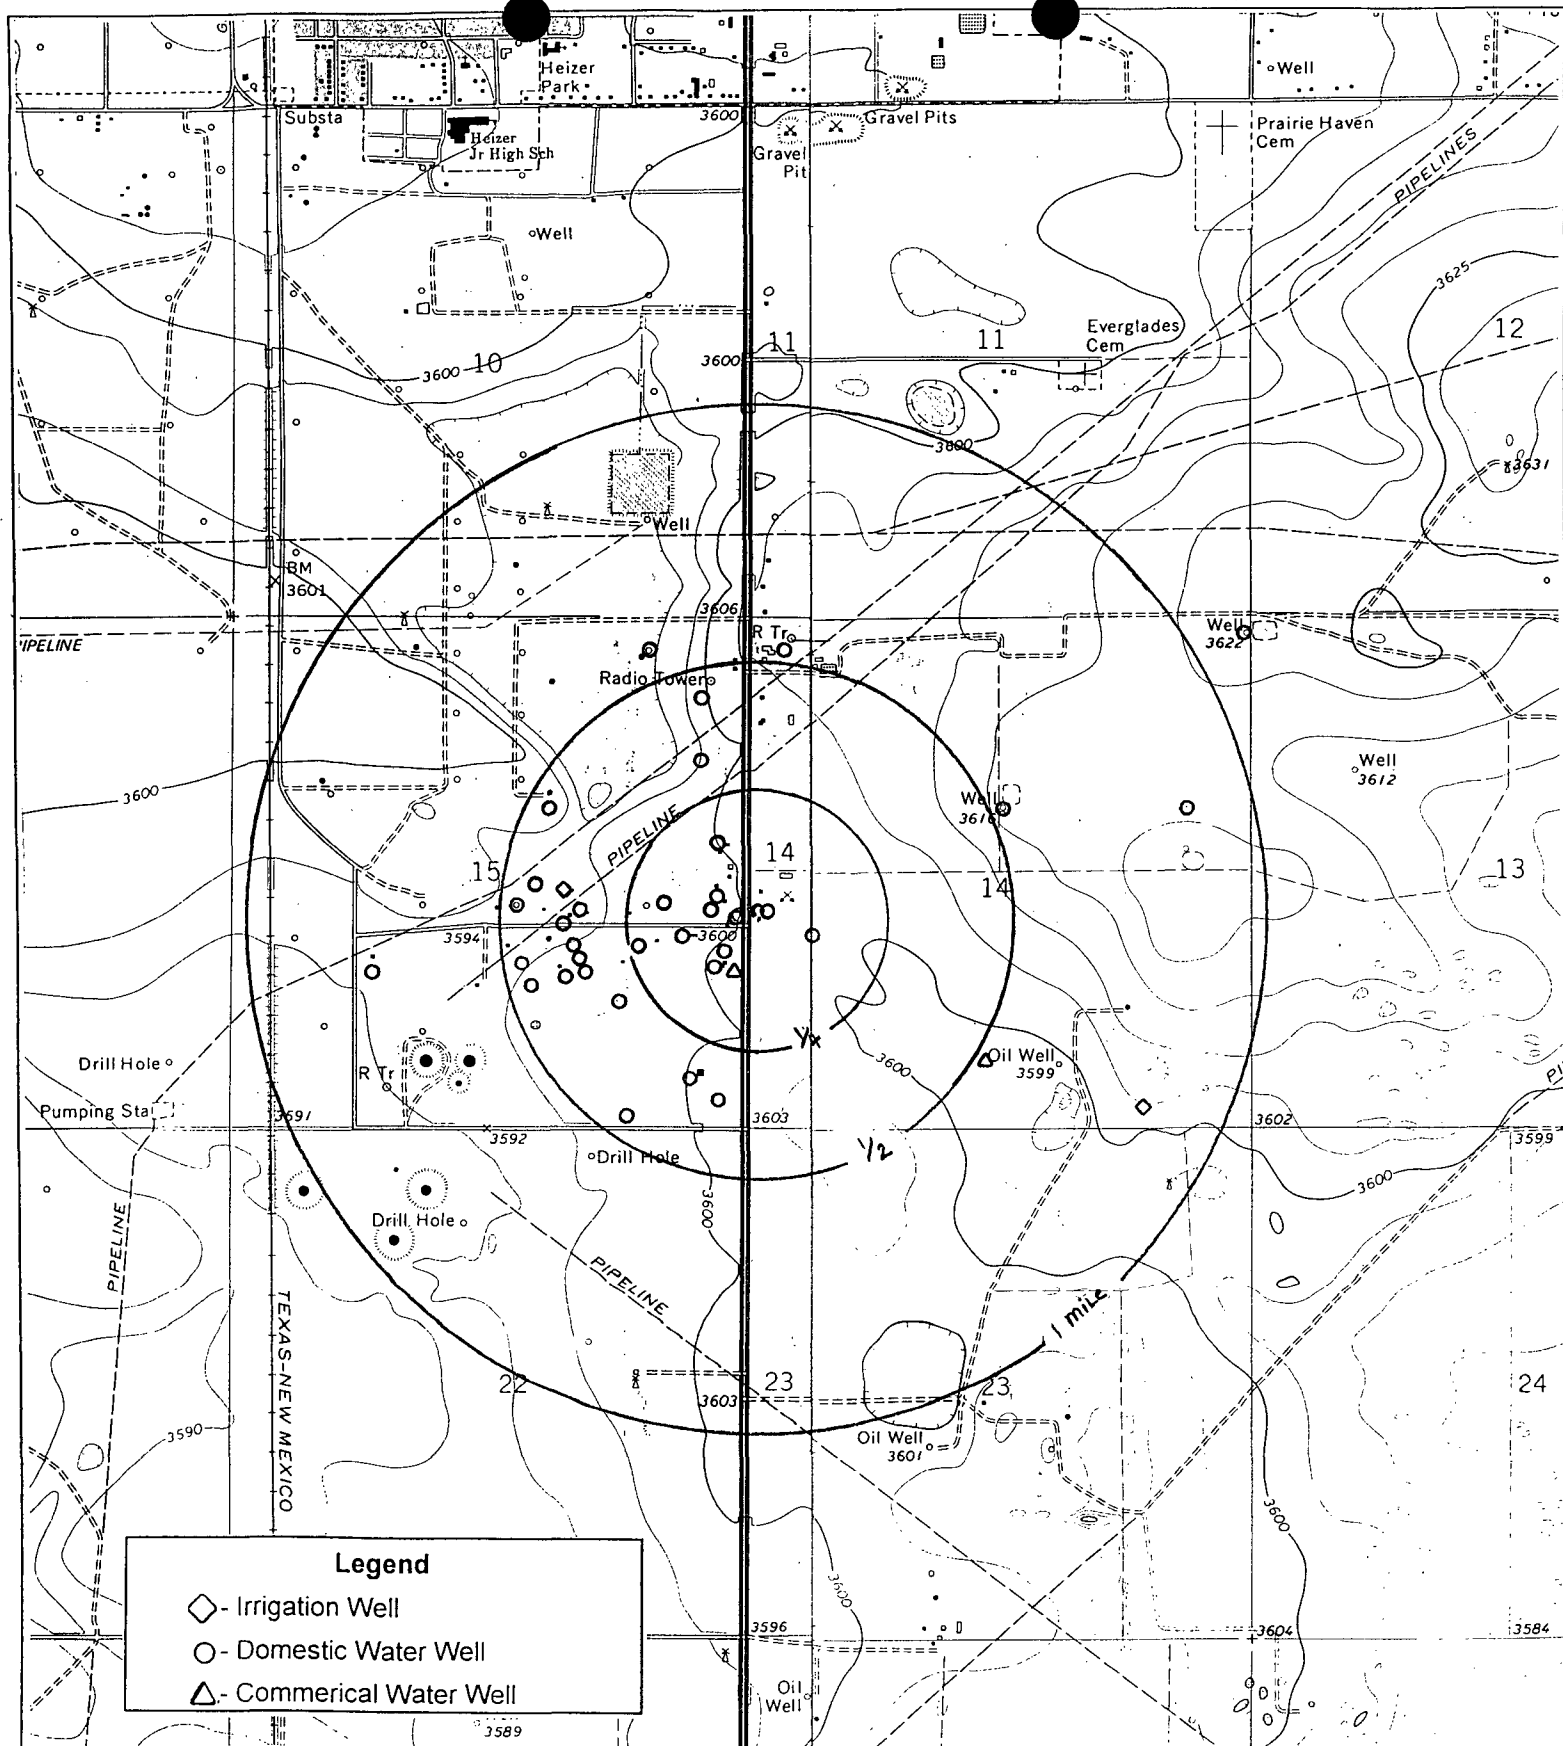 Heizer
Park
Well
Substa
3600
Gravel Pits
Prairie Haven
Cem
Heizer
Jr High Sch
Gravel
Pit
PIPELINES
Well
3625
Everglades
Cem
12
11
11
3600
3600
10
3600
3631
Well
BM
3601
3606
R Tr
Well
3622
IPELINE
Radio Tower
Well
3612
3600
Well
3616
PIPELINE
14
15
14
13
3594
3600
Oil Well
3599
3600
Drill Hole
R Tr
Pumping Sta
3591
3592
3603
3602
3599
1/2
Drill Hole
3600
3600
Drill Hole
PIPELINE
PIPELINE
TEXAS-NEW MEXICO
1 mile
22
23
23
24
3603
3590
Oil Well
3601
3600
Legend
- Irrigation Well
- Domestic Water Well
- Commerical Water Well
3600
3596
3604
3584
Oil
Well
3589